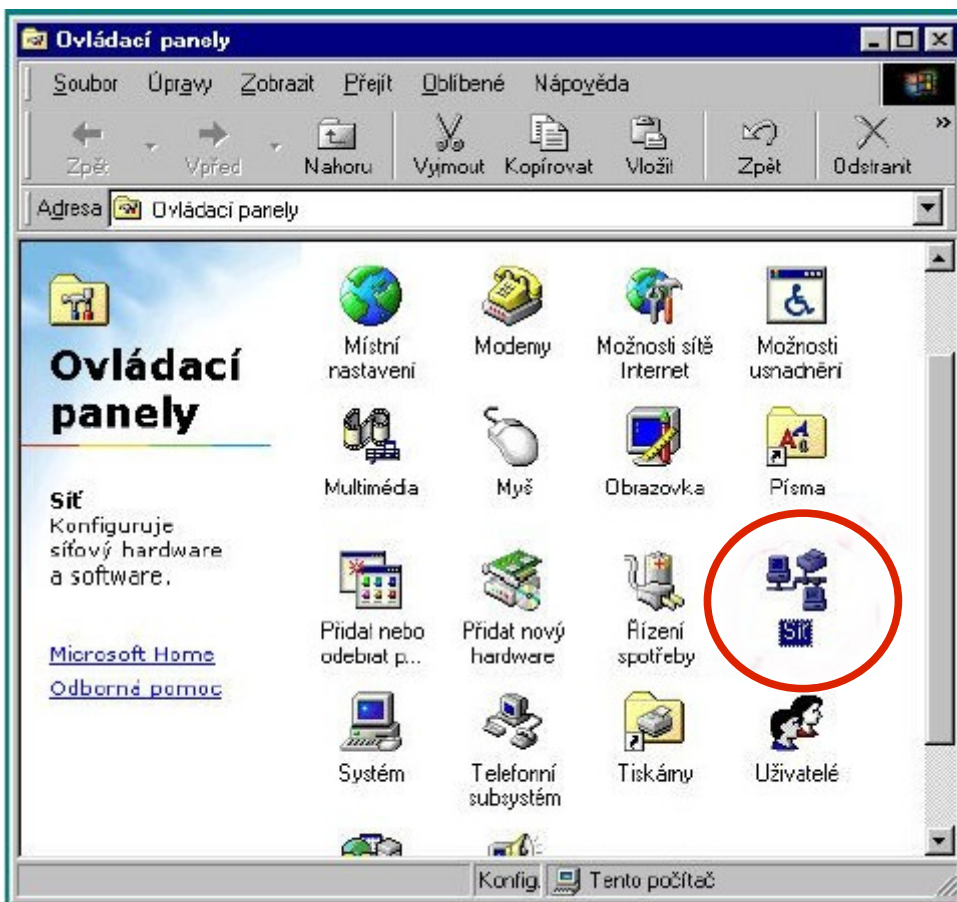 Ovládací panely
Soubor Úpravy Zobrazit Přejít Oblíbené Nápověda
Zpět Vpřed Nahoru Vyjmout Kopírovat Vložit Zpět Odstranit »
Adresa Ovládací panely
Ovládací
panely
Síť
Konfiguruje
síťový hardware
a software.
Microsoft Home
Odborná pomoc
Místní
nastavení
Modemy
Možnosti sítě
Internet
Možnosti
usnadnění
Multimédia
Myš
Obrazovka
Písma
Přidat nebo
odebrat p...
Přidat nový
hardware
Řízení
spotřeby
Síť
Systém
Telefonní
subsystém
Tiskárny
Uživatelé
Konfig. Tento počítač